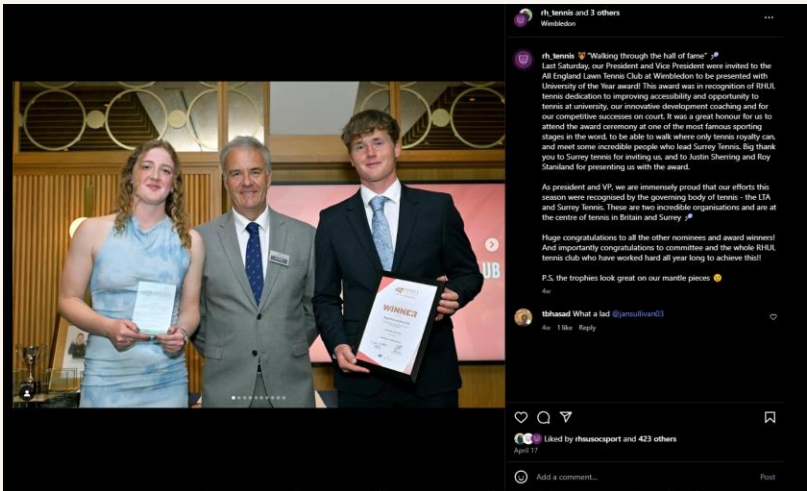 rh_tennis and 3 others
Wimbledon
rh_tennis 🐻 "Walking through the hall of fame" 🎾
Last Saturday, our President and Vice President were invited to the
All England Lawn Tennis Club at Wimbledon to be presented with
University of the Year award! This award was in recognition of RHUL
tennis dedication to improving accessibility and opportunity to
tennis at university, our innovative development coaching and for
our competitive successes on court. It was a great honour for us to
attend the award ceremony at one of the most famous sporting
stages in the word, to be able to walk where only tennis royalty can,
and meet some incredible people who lead Surrey Tennis. Big thank
you to Surrey tennis for inviting us, and to Justin Sherring and Roy
Staniland for presenting us with the award.
As president and VP, we are immensely proud that our efforts this
season were recognised by the governing body of tennis - the LTA
and Surrey Tennis. These are two incredible organisations and are at
the centre of tennis in Britain and Surrey 🎾
Huge congratulations to all the other nominees and award winners!
And importantly congratulations to committee and the whole RHUL
tennis club who have worked hard all year long to achieve this!!
P.S, the trophies look great on our mantle pieces 😉
4w
tbhasad What a lad @jansullivan03
4w 1 like Reply
UB
WINNER
Liked by rhsusocsport and 423 others
April 17
Add a comment...
Post